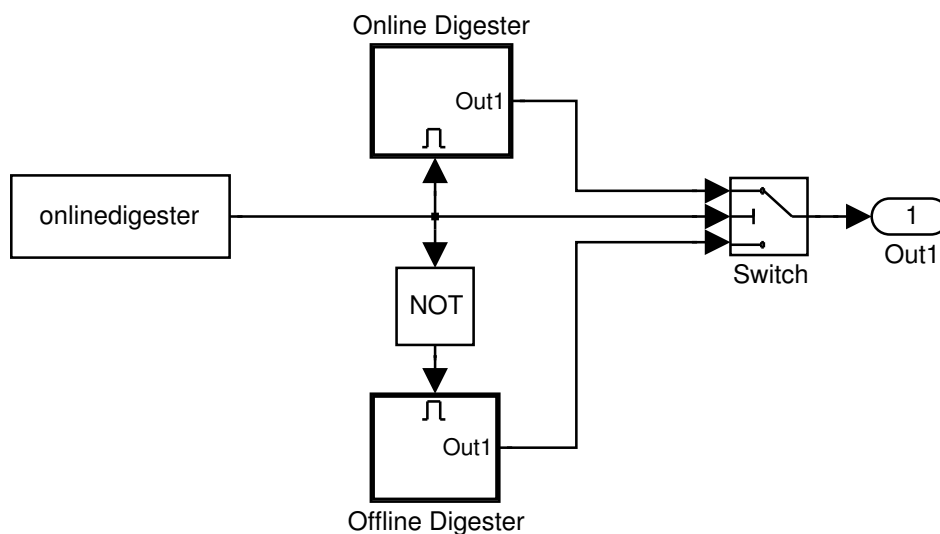 Online Digester
Out1
onlinedigester
NOT
1
Switch
Out1
Out1
Offline Digester